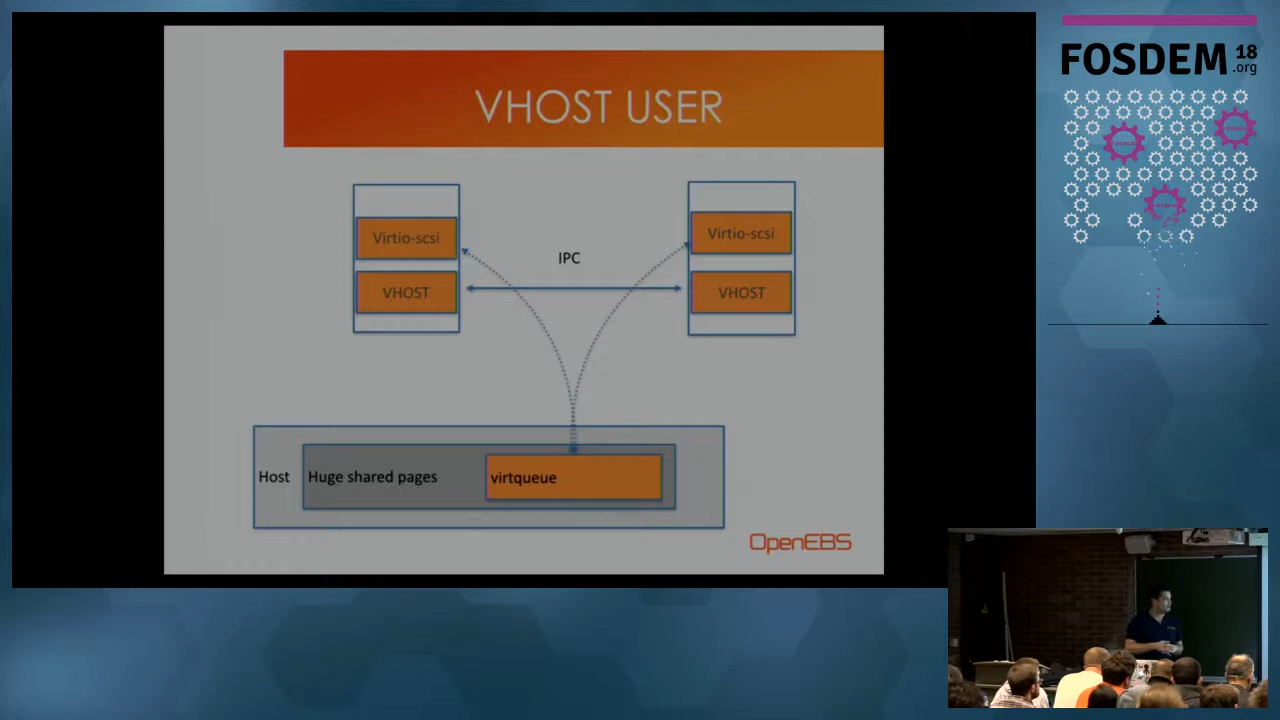 VHOST USER
Virtio-scsi
VHOST
IPC
Virtio-scsi
VHOST
Host
Huge shared pages
virtqueue
OpenEBS
FOSDEM 18
.org